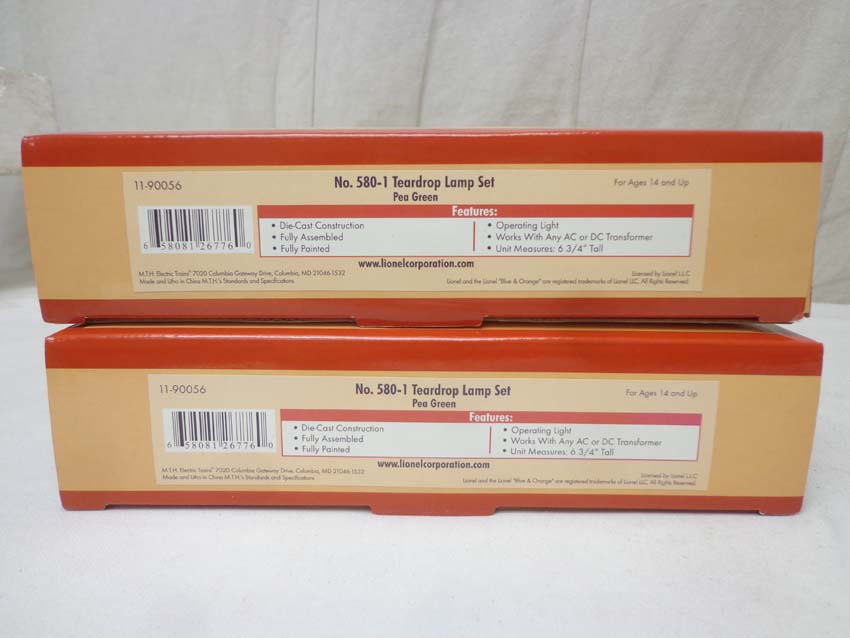 11-90056
No. 580-1 Teardrop Lamp Set
For Ages 14 and Up
Pea Green
Features:
• Die-Cast Construction
• Fully Assembled
• Fully Painted
• Operating Light
• Works With Any AC or DC Transformer
• Unit Measures: 6 3/4" Tall
6 58081 26776 0
www.lionelcorporation.com
M.T.H. Electric Trains® 7020 Columbia Gateway Drive, Columbia, MD 21046-1532
Made and Litho in China M.T.H.'s Standards and Specifications.
Licensed by Lionel L.L.C
Lionel and the Lionel "Blue & Orange" are registered trademarks of Lionel LLC, All Rights Reserved.
11-90056
No. 580-1 Teardrop Lamp Set
For Ages 14 and Up
Pea Green
Features:
• Die-Cast Construction
• Fully Assembled
• Fully Painted
• Operating Light
• Works With Any AC or DC Transformer
• Unit Measures: 6 3/4" Tall
6 58081 26776 0
www.lionelcorporation.com
M.T.H. Electric Trains® 7020 Columbia Gateway Drive, Columbia, MD 21046-1532
Made and Litho in China M.T.H.'s Standards and Specifications
Licensed by Lionel L.L.C
Lionel and the Lionel "Blue & Orange" are registered trademarks of Lionel LLC, All Rights Reserved.